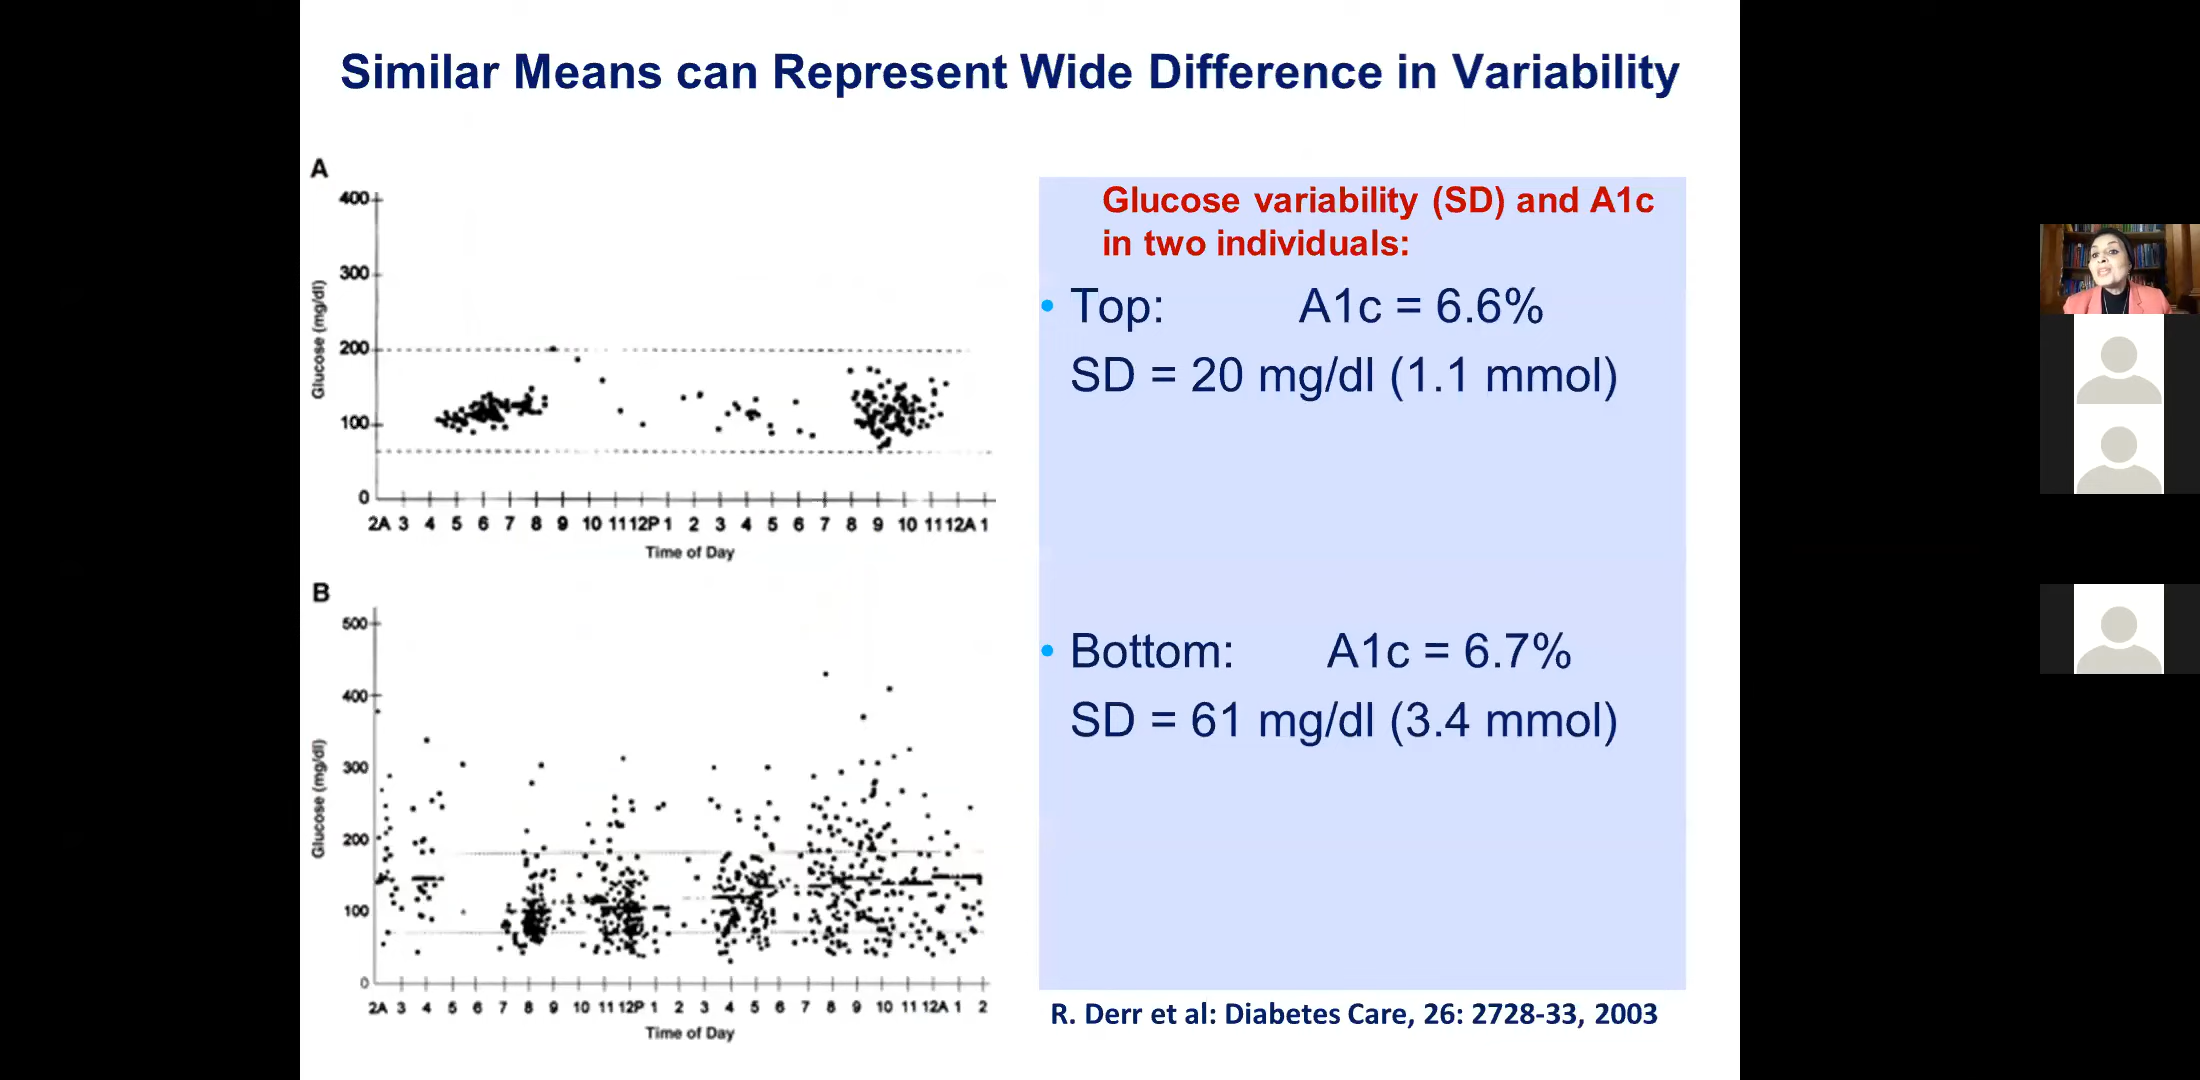 Similar Means can Represent Wide Difference in Variability
A
400
300
200
100
0
Glucose (mg/dl)
2A 3 4 5 6 7 8 9 10 11 12P 1 2 3 4 5 6 7 8 9 10 11 12A 1
Time of Day
B
500
400
300
200
100
0
Glucose (mg/dl)
2A 3 4 5 6 7 8 9 10 11 12P 1 2 3 4 5 6 7 8 9 10 11 12A 1 2
Time of Day
Glucose variability (SD) and A1c
in two individuals:
• Top: A1c = 6.6%
SD = 20 mg/dl (1.1 mmol)
• Bottom: A1c = 6.7%
SD = 61 mg/dl (3.4 mmol)
R. Derr et al: Diabetes Care, 26: 2728-33, 2003